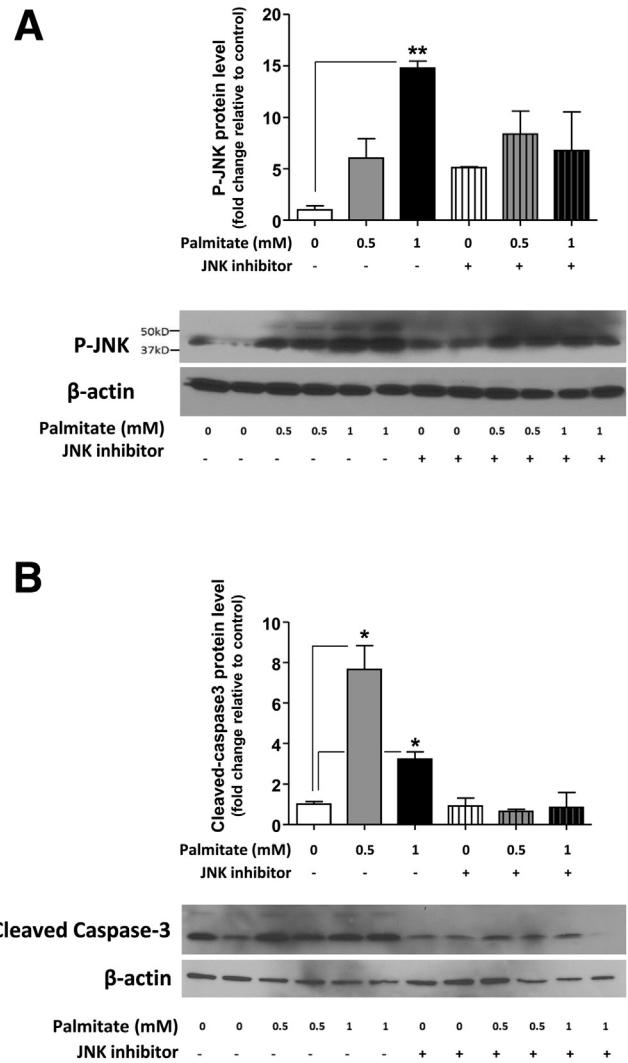 A
P-JNK protein level
(fold change relative to control)
20
15
10
5
0
**
Palmitate (mM) 0 0.5 1 0 0.5 1
JNK inhibitor - - - + + +
P-JNK
50kD
37kD
β-actin
Palmitate (mM) 0 0 0.5 0.5 1 1 0 0 0.5 0.5 1 1
JNK inhibitor - - - - - - + + + + + +
B
Cleaved-caspase3 protein level
(fold change relative to control)
10
8
6
4
2
0
*
*
Palmitate (mM) 0 0.5 1 0 0.5 1
JNK inhibitor - - - + + +
Cleaved Caspase-3
β-actin
Palmitate (mM) 0 0 0.5 0.5 1 1 0 0 0.5 0.5 1 1
JNK inhibitor - - - - - - + + + + + +